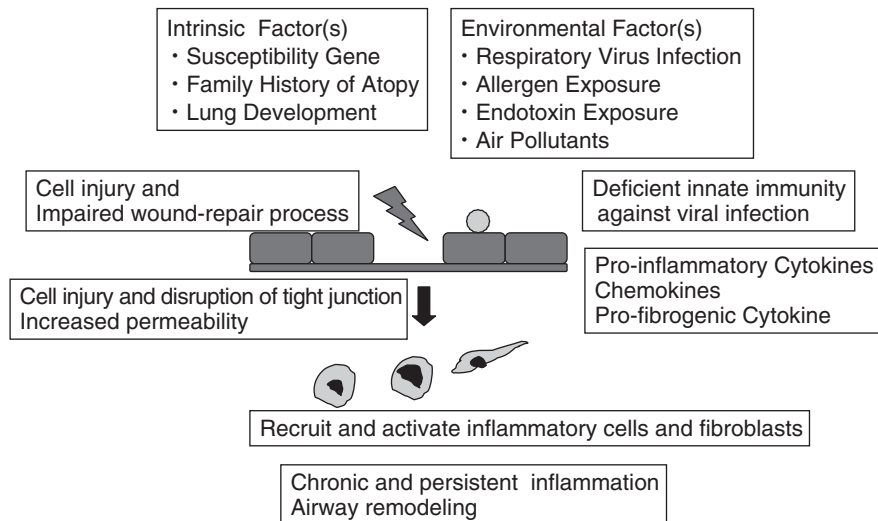 Intrinsic Factor(s)
・Susceptibility Gene
・Family History of Atopy
・Lung Development
Environmental Factor(s)
・Respiratory Virus Infection
・Allergen Exposure
・Endotoxin Exposure
・Air Pollutants
Cell injury and
Impaired wound-repair process
Deficient innate immunity
against viral infection
Cell injury and disruption of tight junction
Increased permeability
Pro-inflammatory Cytokines
Chemokines
Pro-fibrogenic Cytokine
Recruit and activate inflammatory cells and fibroblasts
Chronic and persistent inflammation
Airway remodeling